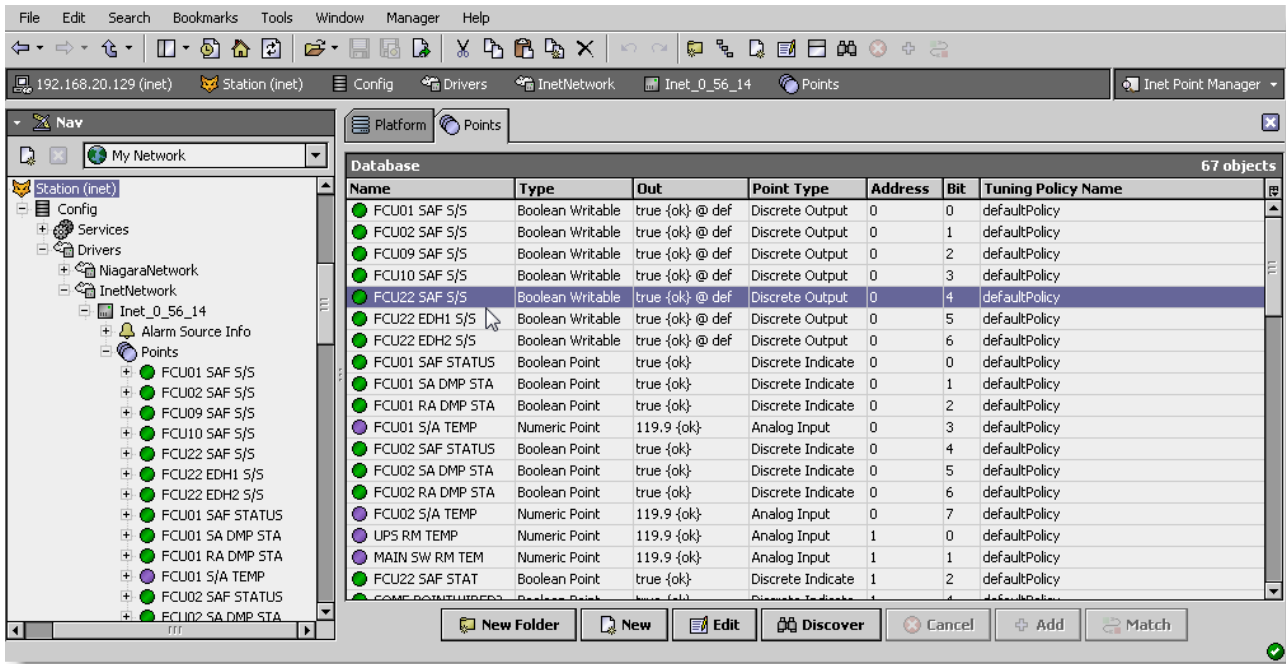 File Edit Search Bookmarks Tools Window Manager Help
192.168.20.129 (inet) Station (inet) Config Drivers InetNetwork Inet_0_56_14 Points Inet Point Manager
Nav
My Network
Station (inet)
Config
Services
Drivers
NiagaraNetwork
InetNetwork
Inet_0_56_14
Alarm Source Info
Points
FCU01 SAF S/S
FCU02 SAF S/S
FCU09 SAF S/S
FCU10 SAF S/S
FCU22 SAF S/S
FCU22 EDH1 S/S
FCU22 EDH2 S/S
FCU01 SAF STATUS
FCU01 SA DMP STA
FCU01 RA DMP STA
FCU01 S/A TEMP
FCU02 SAF STATUS
FCU02 SA DMP STA
Platform Points
Database 67 objects
Name Type Out Point Type Address Bit Tuning Policy Name
FCU01 SAF S/S Boolean Writable true {ok} @ def Discrete Output 0 0 defaultPolicy
FCU02 SAF S/S Boolean Writable true {ok} @ def Discrete Output 0 1 defaultPolicy
FCU09 SAF S/S Boolean Writable true {ok} @ def Discrete Output 0 2 defaultPolicy
FCU10 SAF S/S Boolean Writable true {ok} @ def Discrete Output 0 3 defaultPolicy
FCU22 SAF S/S Boolean Writable true {ok} @ def Discrete Output 0 4 defaultPolicy
FCU22 EDH1 S/S Boolean Writable true {ok} @ def Discrete Output 0 5 defaultPolicy
FCU22 EDH2 S/S Boolean Writable true {ok} @ def Discrete Output 0 6 defaultPolicy
FCU01 SAF STATUS Boolean Point true {ok} Discrete Indicate 0 0 defaultPolicy
FCU01 SA DMP STA Boolean Point true {ok} Discrete Indicate 0 1 defaultPolicy
FCU01 RA DMP STA Boolean Point true {ok} Discrete Indicate 0 2 defaultPolicy
FCU01 S/A TEMP Numeric Point 119.9 {ok} Analog Input 0 3 defaultPolicy
FCU02 SAF STATUS Boolean Point true {ok} Discrete Indicate 0 4 defaultPolicy
FCU02 SA DMP STA Boolean Point true {ok} Discrete Indicate 0 5 defaultPolicy
FCU02 RA DMP STA Boolean Point true {ok} Discrete Indicate 0 6 defaultPolicy
FCU02 S/A TEMP Numeric Point 119.9 {ok} Analog Input 0 7 defaultPolicy
UPS RM TEMP Numeric Point 119.9 {ok} Analog Input 1 0 defaultPolicy
MAIN SW RM TEM Numeric Point 119.9 {ok} Analog Input 1 1 defaultPolicy
FCU22 SAF STAT Boolean Point true {ok} Discrete Indicate 1 2 defaultPolicy
Boolean Point true {ok} Discrete Indicate 1 4 defaultPolicy
New Folder New Edit Discover Cancel Add Match